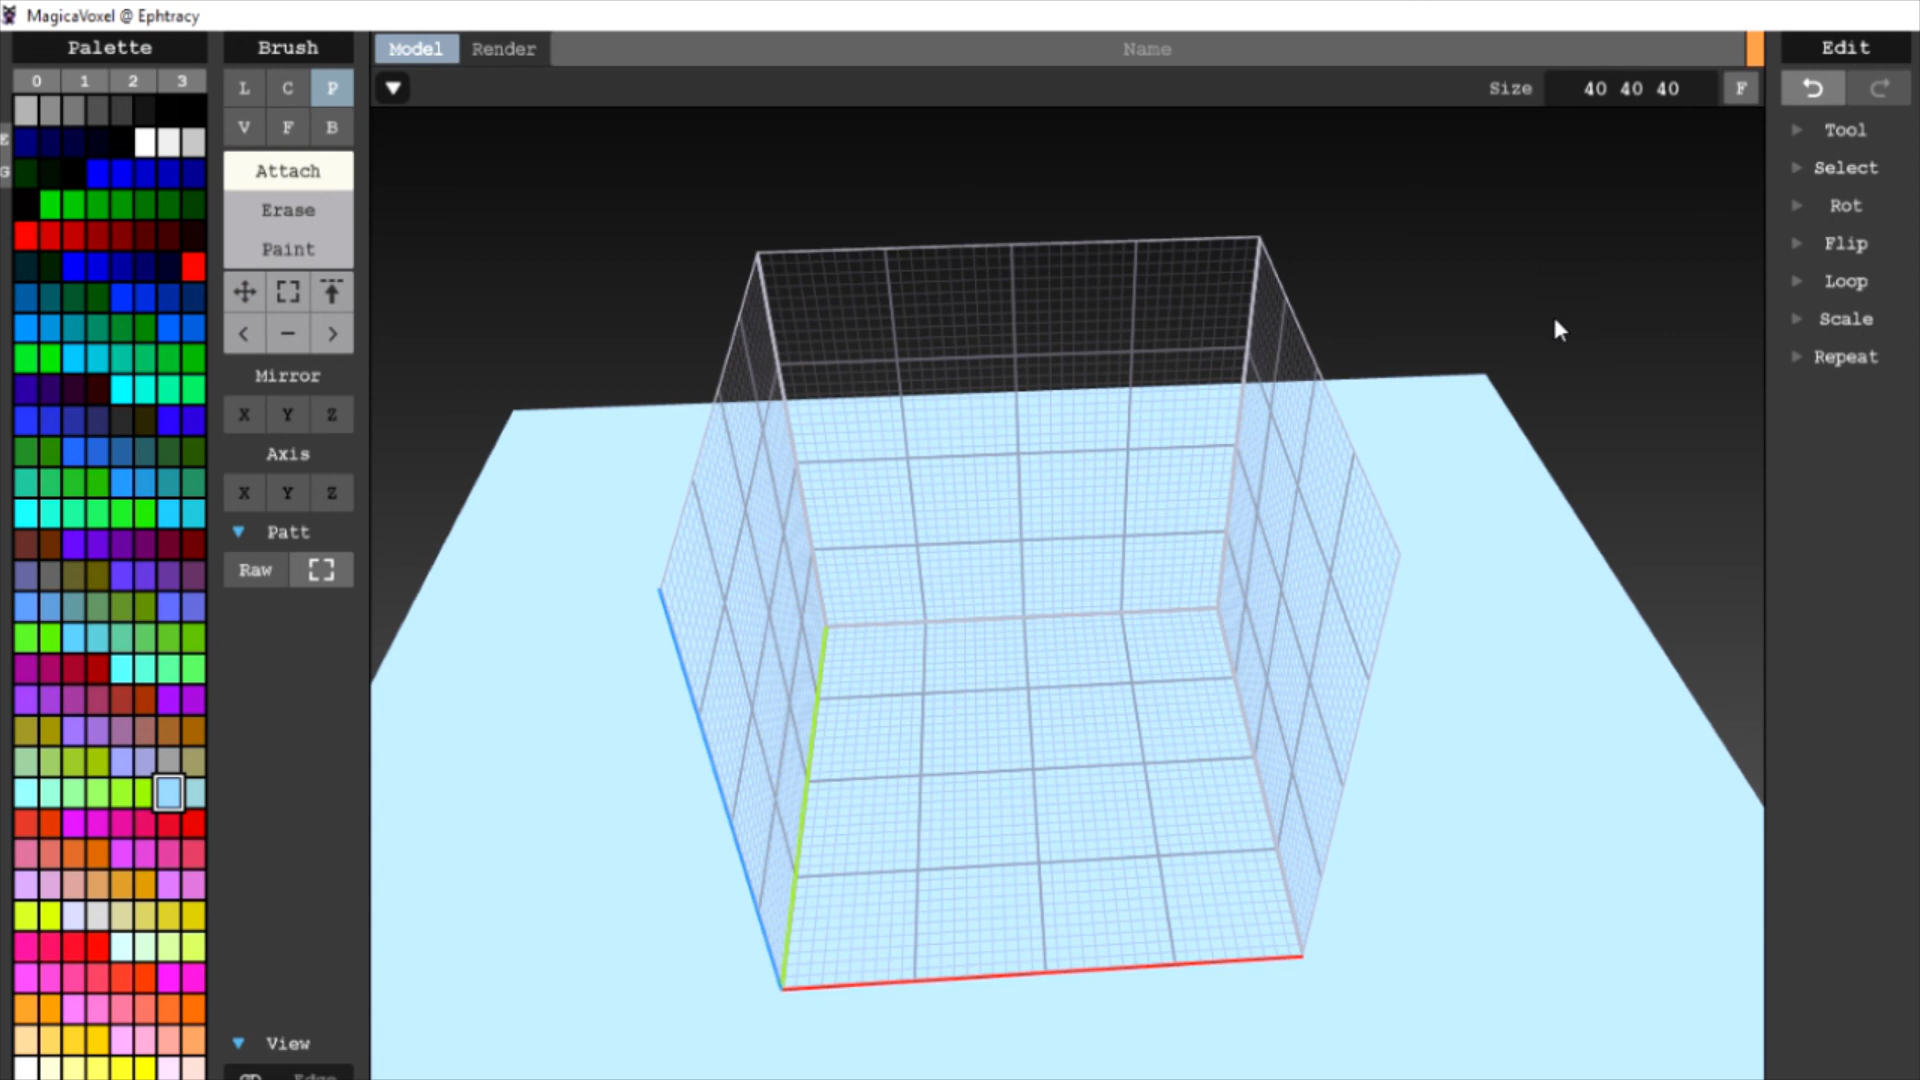 MagicaVoxel @ Ephtracy
Palette
0 1 2 3
E
G
Brush
L C P
V F B
Attach
Erase
Paint
Mirror
X Y Z
Axis
X Y Z
Patt
Raw
View
Edge
Model Render Name
Size 40 40 40 F
Edit
Tool
Select
Rot
Flip
Loop
Scale
Repeat